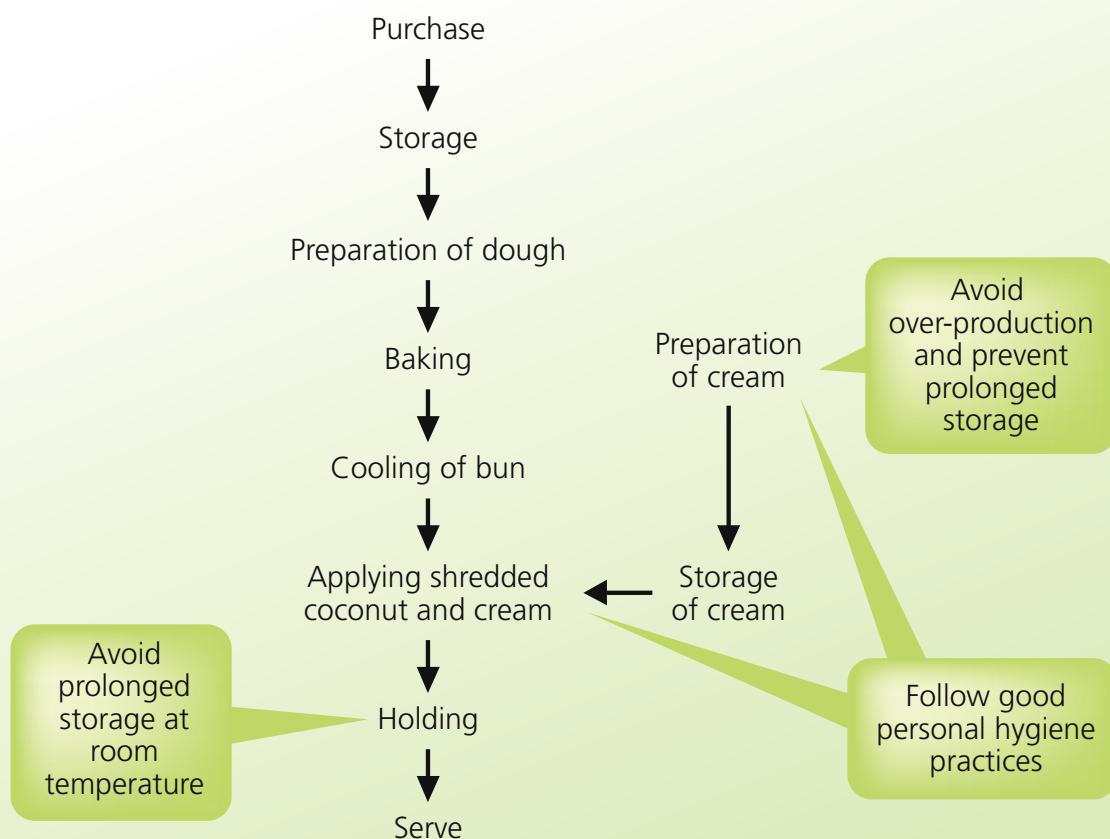 Purchase
Storage
Preparation of dough
Baking
Cooling of bun
Applying shredded
coconut and cream
Holding
Serve
Preparation
of cream
Storage
of cream
Avoid
over-production
and prevent
prolonged
storage
Follow good
personal hygiene
practices
Avoid
prolonged
storage at
room
temperature